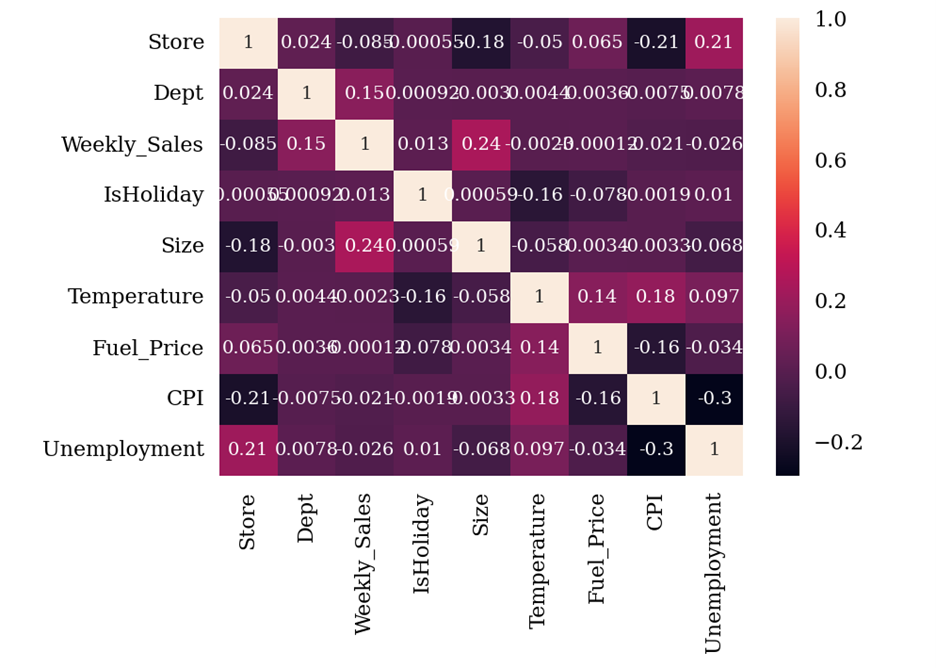 Store 1 0.024 -0.085 0.00055 -0.18 -0.05 0.065 -0.21 0.21
Dept 0.024 1 0.15 0.00092 -0.003 0.0044 0.0036 -0.0075 0.0078
Weekly_Sales -0.085 0.15 1 0.013 0.24 -0.0023 -0.00012 -0.021 -0.026
IsHoliday 0.00055 0.00092 0.013 1 0.00059 -0.16 -0.078 -0.0019 0.01
Size -0.18 -0.003 0.24 0.00059 1 -0.058 0.0034 -0.0033 -0.068
Temperature -0.05 0.0044 -0.0023 -0.16 -0.058 1 0.14 0.18 0.097
Fuel_Price 0.065 0.0036 -0.00012 -0.078 0.0034 0.14 1 -0.16 -0.034
CPI -0.21 -0.0075 -0.021 -0.0019 -0.0033 0.18 -0.16 1 -0.3
Unemployment 0.21 0.0078 -0.026 0.01 -0.068 0.097 -0.034 -0.3 1
Store
Dept
Weekly_Sales
IsHoliday
Size
Temperature
Fuel_Price
CPI
Unemployment
1.0
0.8
0.6
0.4
0.2
0.0
−0.2